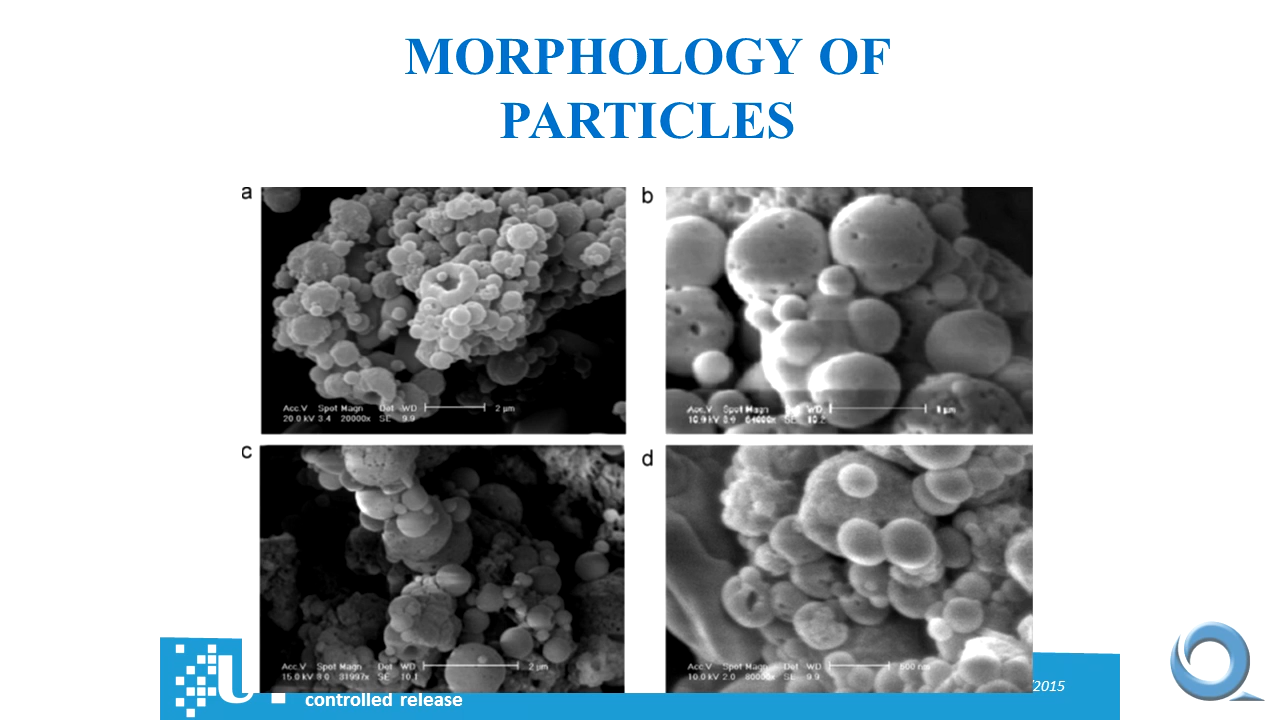 MORPHOLOGY OF
PARTICLES
a
b
Acc.V Spot Magn Det WD 2 µm
20.0 kV 3.4 20000x SE 9.9
Acc.V Spot Magn Det WD 1 µm
SE 10.2
c
d
Acc.V Spot Magn Det WD 2 µm
15.0 kV 3.0 31997x SE 10.1
Acc.V Spot Magn Det WD 500 nm
10.0 kV 2.0 80000x SE 9.9
U
/2015
controlled release